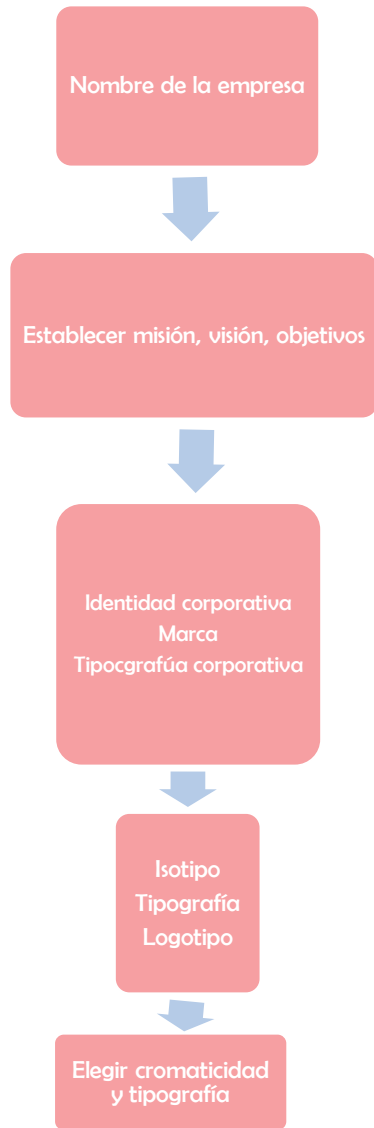 Nombre de la empresa
Establecer misión, visión, objetivos
Identidad corporativa
Marca
Tipocgrafúa corporativa
Isotipo
Tipografía
Logotipo
Elegir cromaticidad
y tipografía